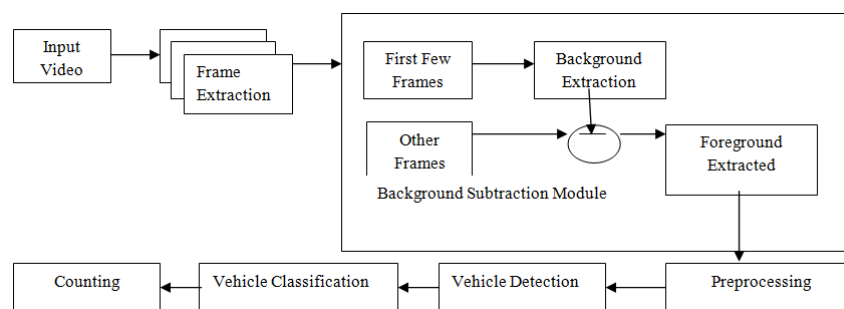 Input
Video
Frame
Extraction
First Few
Frames
Background
Extraction
Other
Frames
Foreground
Extracted
Background Subtraction Module
Counting
Vehicle Classification
Vehicle Detection
Preprocessing